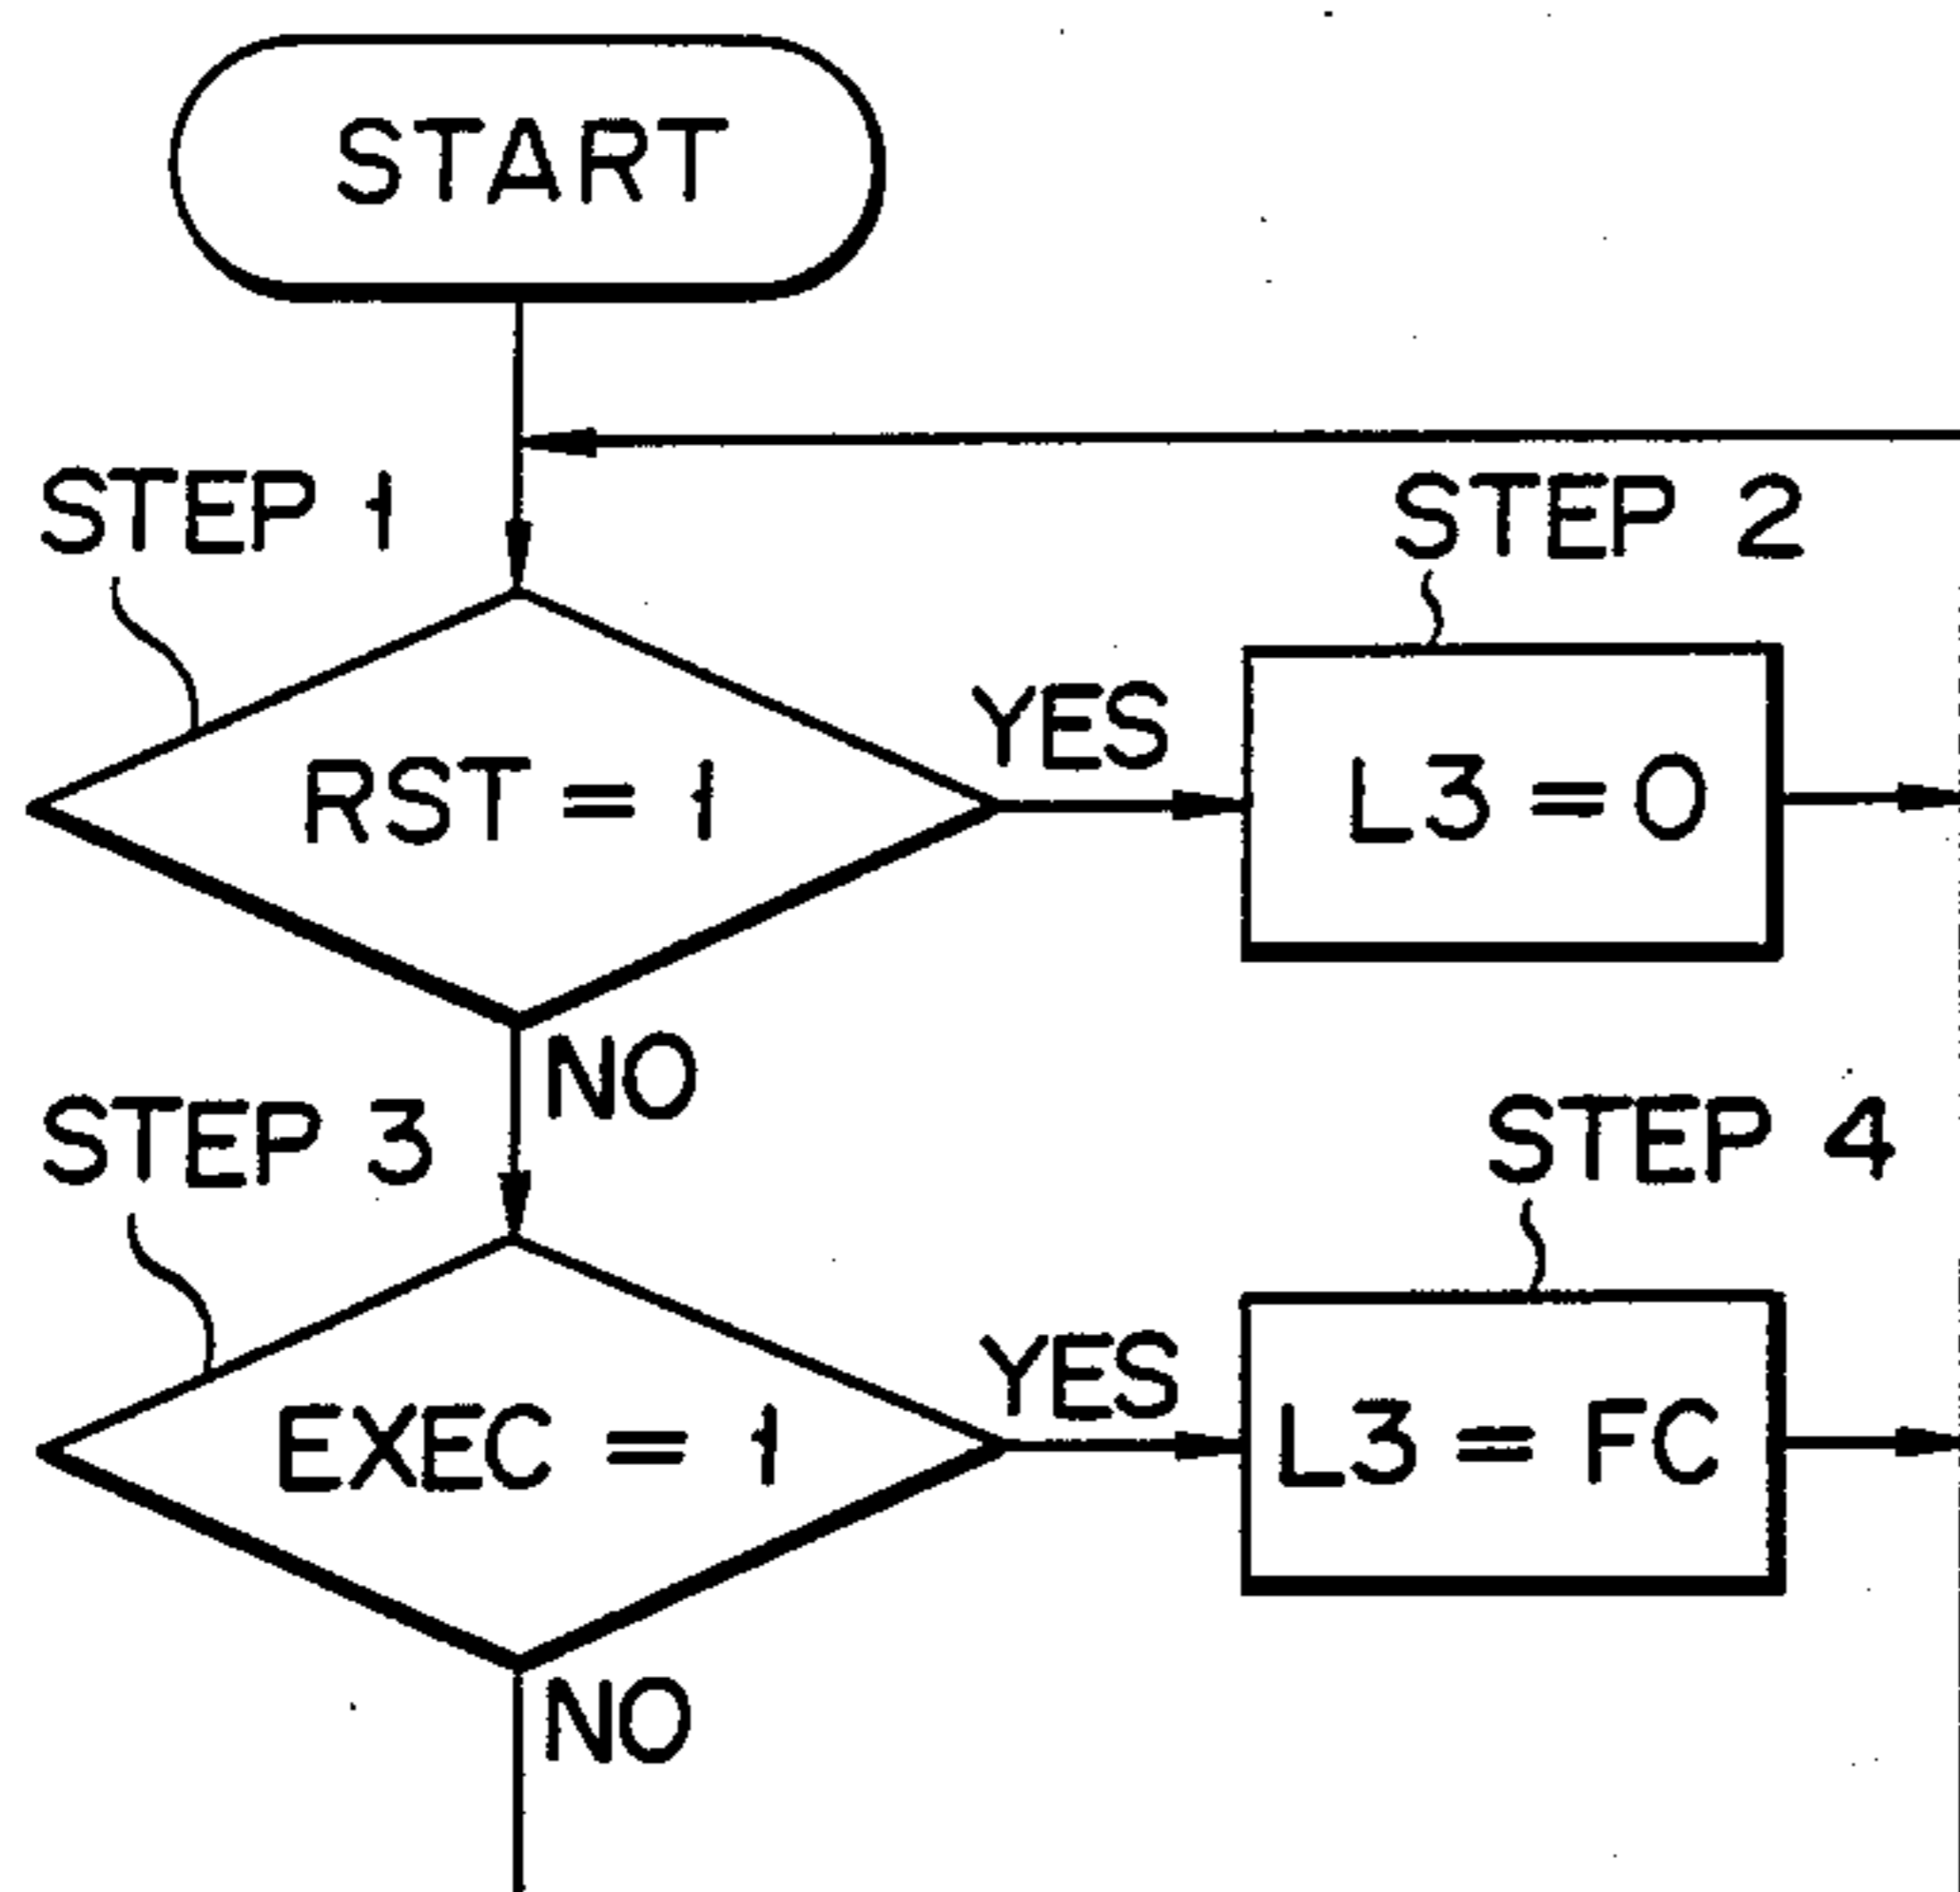 START
STEP 1
STEP 2
RST = 1
YES
L3 = 0
NO
STEP 3
STEP 4
EXEC = 1
YES
L3 = FC
NO